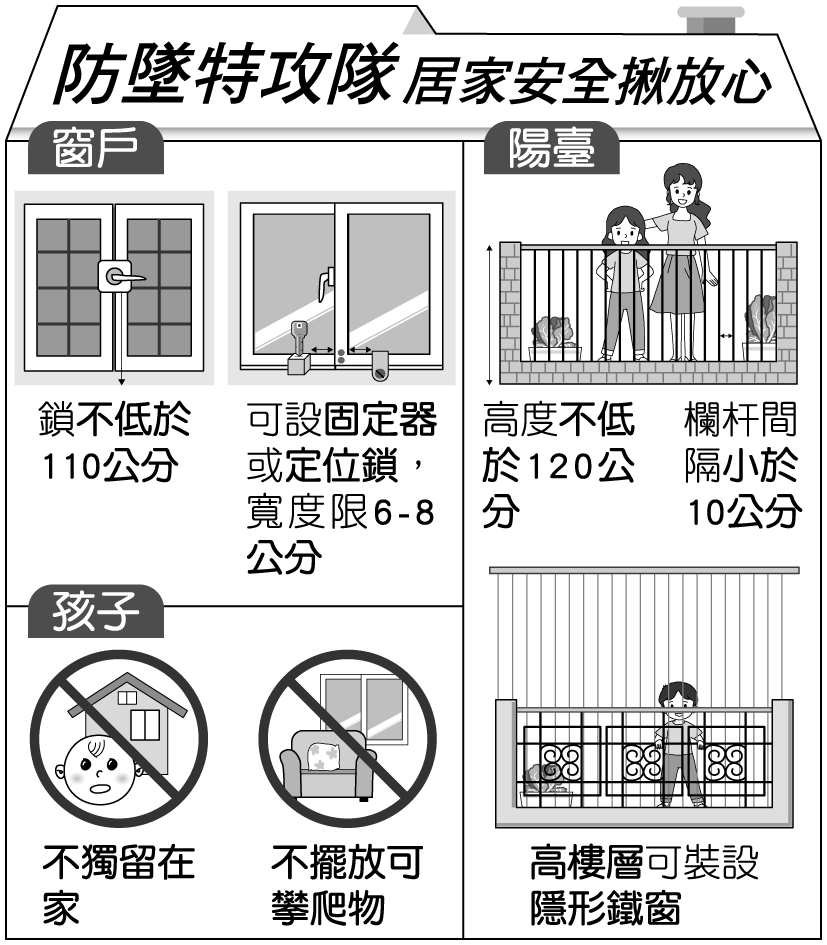 防墜特攻隊 居家安全揪放心
窗戶
鎖不低於
110公分
可設固定器
或定位鎖，
寬度限6-8
公分
陽臺
高度不低
於120公
分
欄杆間
隔小於
10公分
高樓層可裝設
隱形鐵窗
孩子
不獨留在
家
不擺放可
攀爬物